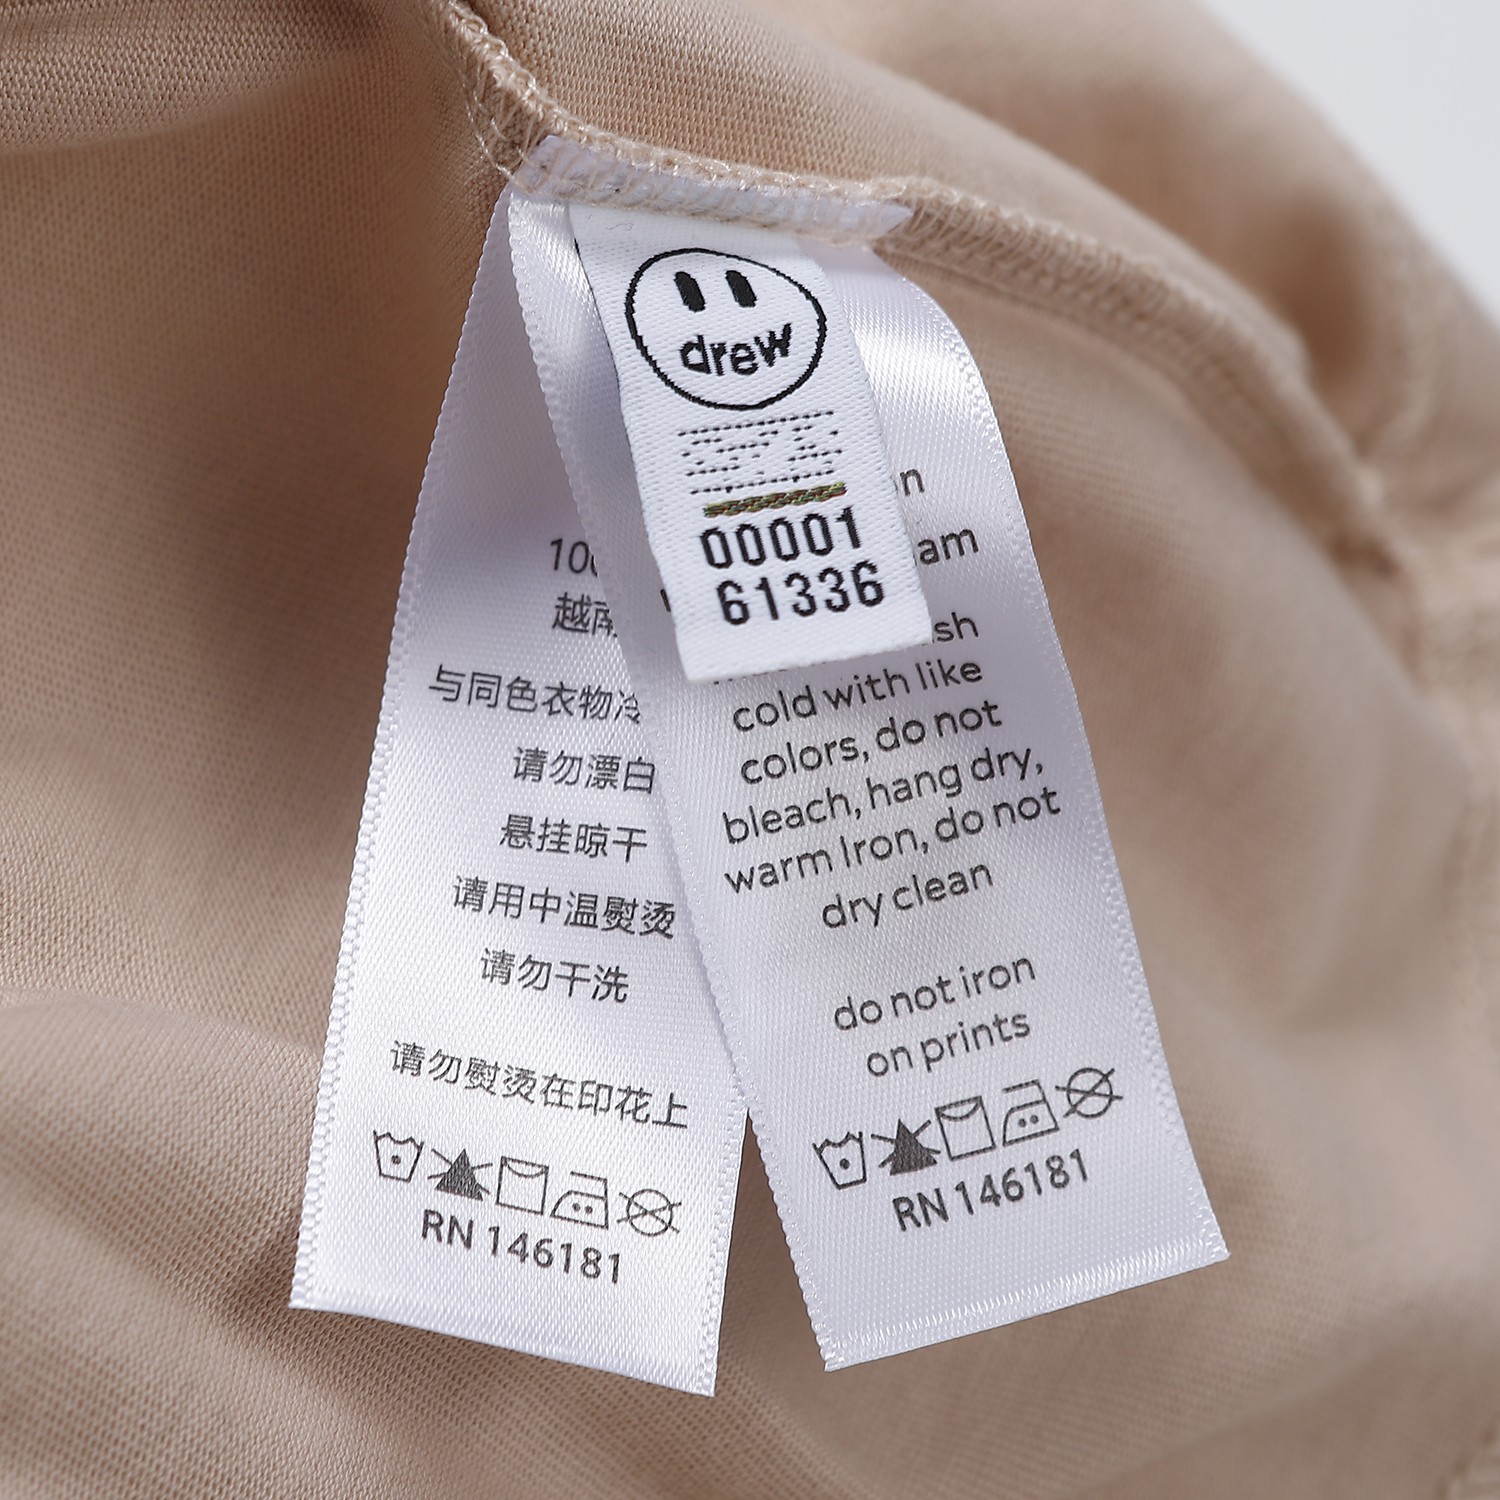 drew
00001
61336
越南
与同色衣物冷
请勿漂白
悬挂晾干
请用中温熨烫
请勿干洗
请勿熨烫在印花上
RN 146181
cold with like
colors, do not
bleach, hang dry,
warm Iron, do not
dry clean
do not iron
on prints
RN 146181